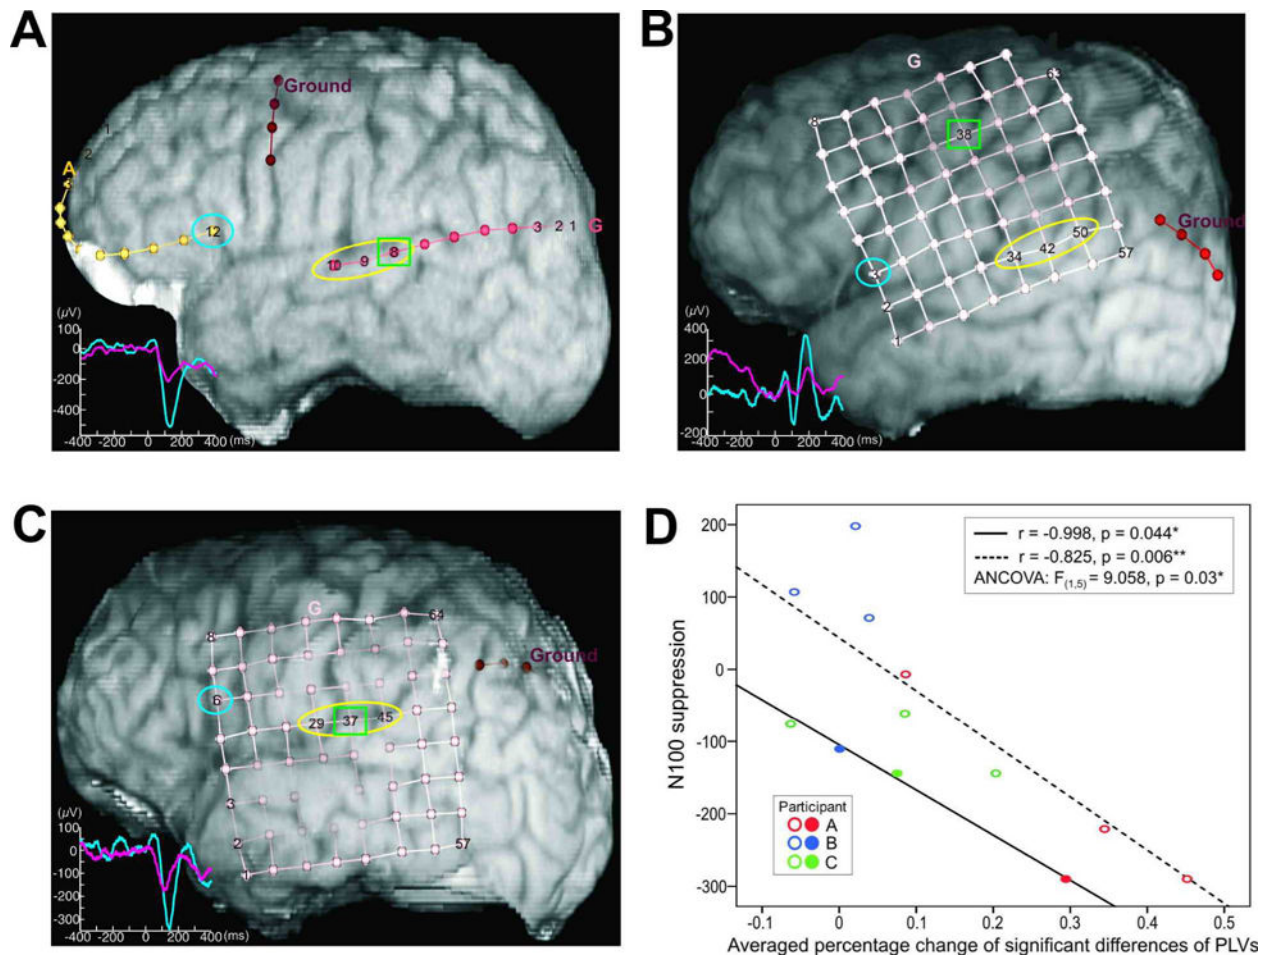 A
Ground
1
2
A
3
12
10 9 8
3 2 1
G
(µV)
100
0
-200
-400
-400 -200 0 200 400 (ms)
B
G
63
8
38
Ground
50
42
34
57
3
2
1
(µV)
400
200
0
-200
-400 -200 0 200 400 (ms)
C
G
8
64
Ground
6
29 37 45
3
2
57
1
(µV)
100
0
-100
-200
-300
-400 -200 0 200 400 (ms)
D
200
100
0
-100
-200
-300
N100 suppression
r = -0.998, p = 0.044*
r = -0.825, p = 0.006**
ANCOVA: F(1,5) = 9.058, p = 0.03*
Participant
A
B
C
-0.1 0 0.1 0.2 0.3 0.4 0.5
Averaged percentage change of significant differences of PLVs